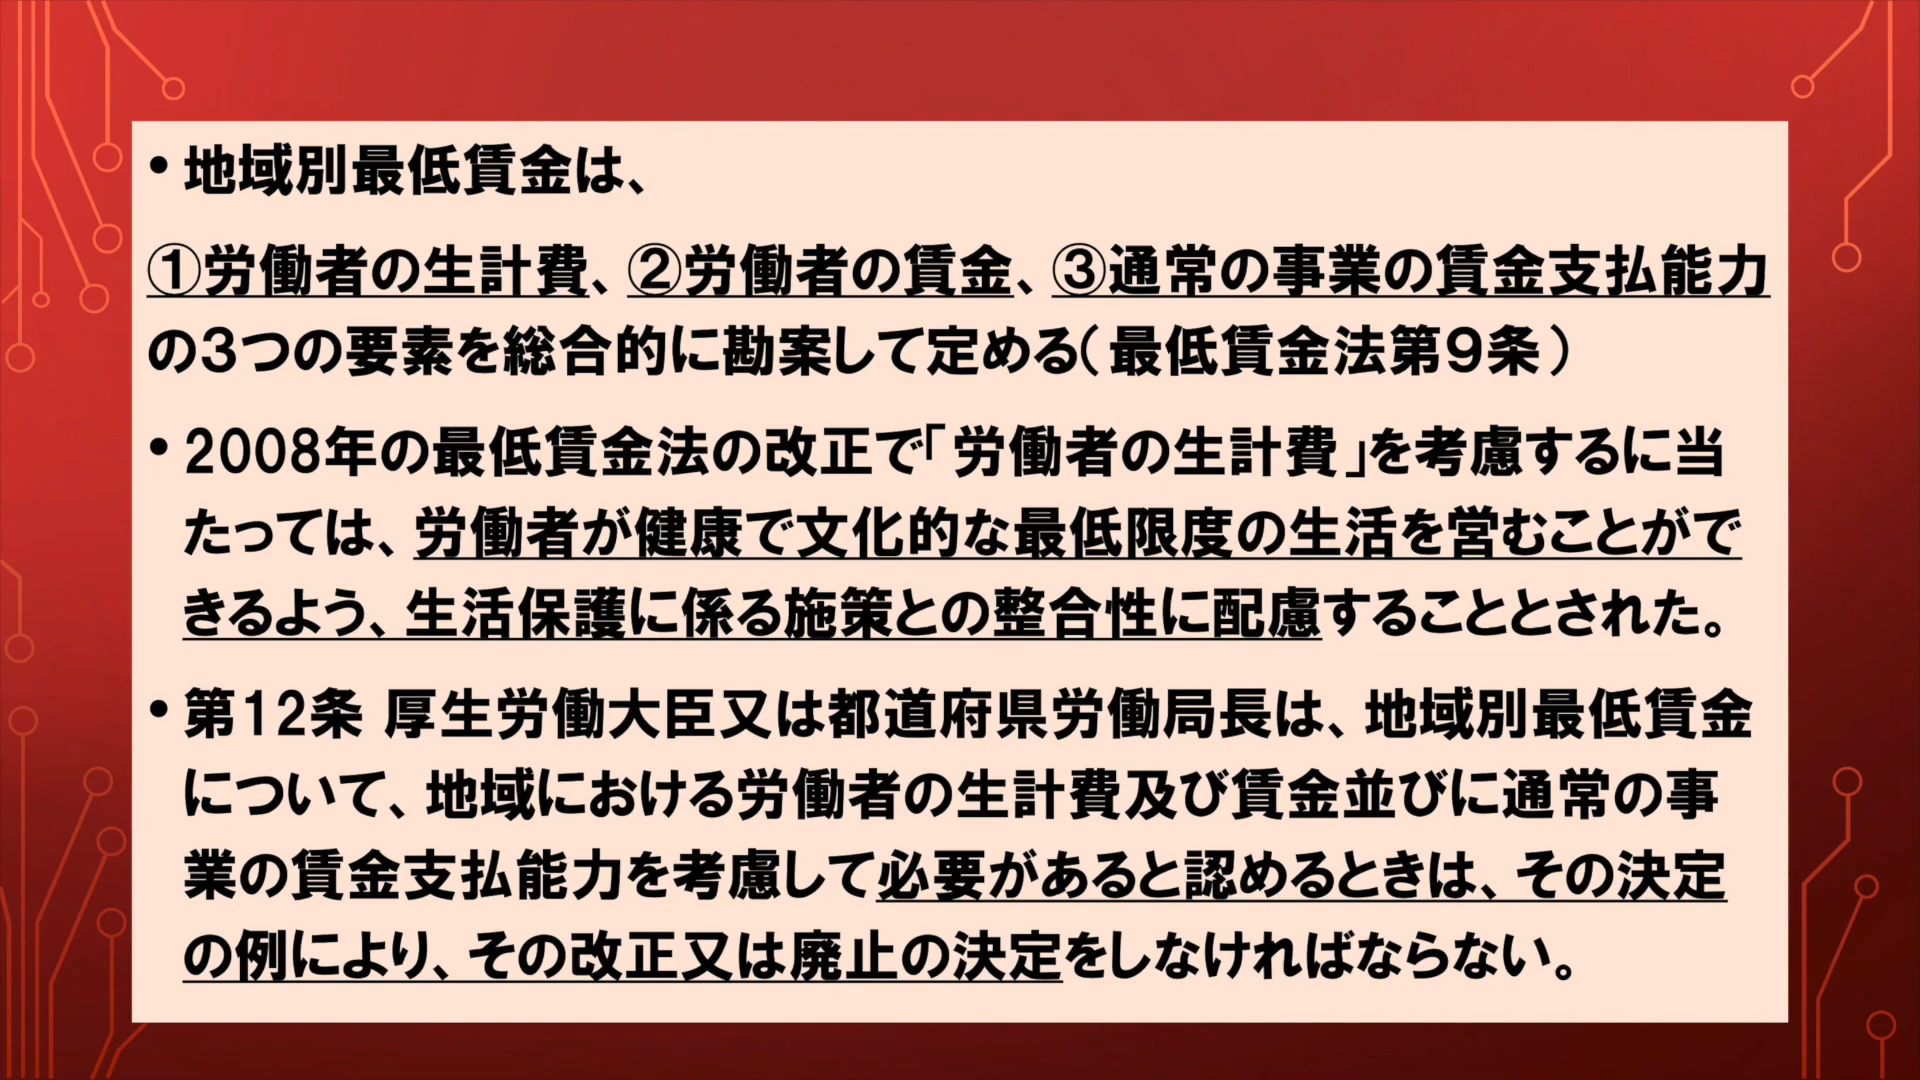 • 地域別最低賃金は、
①労働者の生計費、②労働者の賃金、③通常の事業の賃金支払能力
の3つの要素を総合的に勘案して定める(最低賃金法第9条)
• 2008年の最低賃金法の改正で「労働者の生計費」を考慮するに当
たっては、労働者が健康で文化的な最低限度の生活を営むことがで
きるよう、生活保護に係る施策との整合性に配慮することとされた。
• 第12条 厚生労働大臣又は都道府県労働局長は、地域別最低賃金
について、地域における労働者の生計費及び賃金並びに通常の事
業の賃金支払能力を考慮して必要があると認めるときは、その決定
の例により、その改正又は廃止の決定をしなければならない。